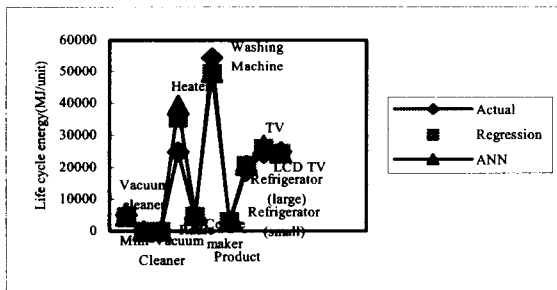 60000
50000
40000
30000
20000
10000
0
Life cycle energy(MJ/unit)
Washing
Machine
Heater
TV
LCD TV
Vacuum
cleaner
Refrigerator
(large)
Refrigerator
(small)
Mini Vacuum
Cleaner
maker
Product
Actual
Regression
ANN